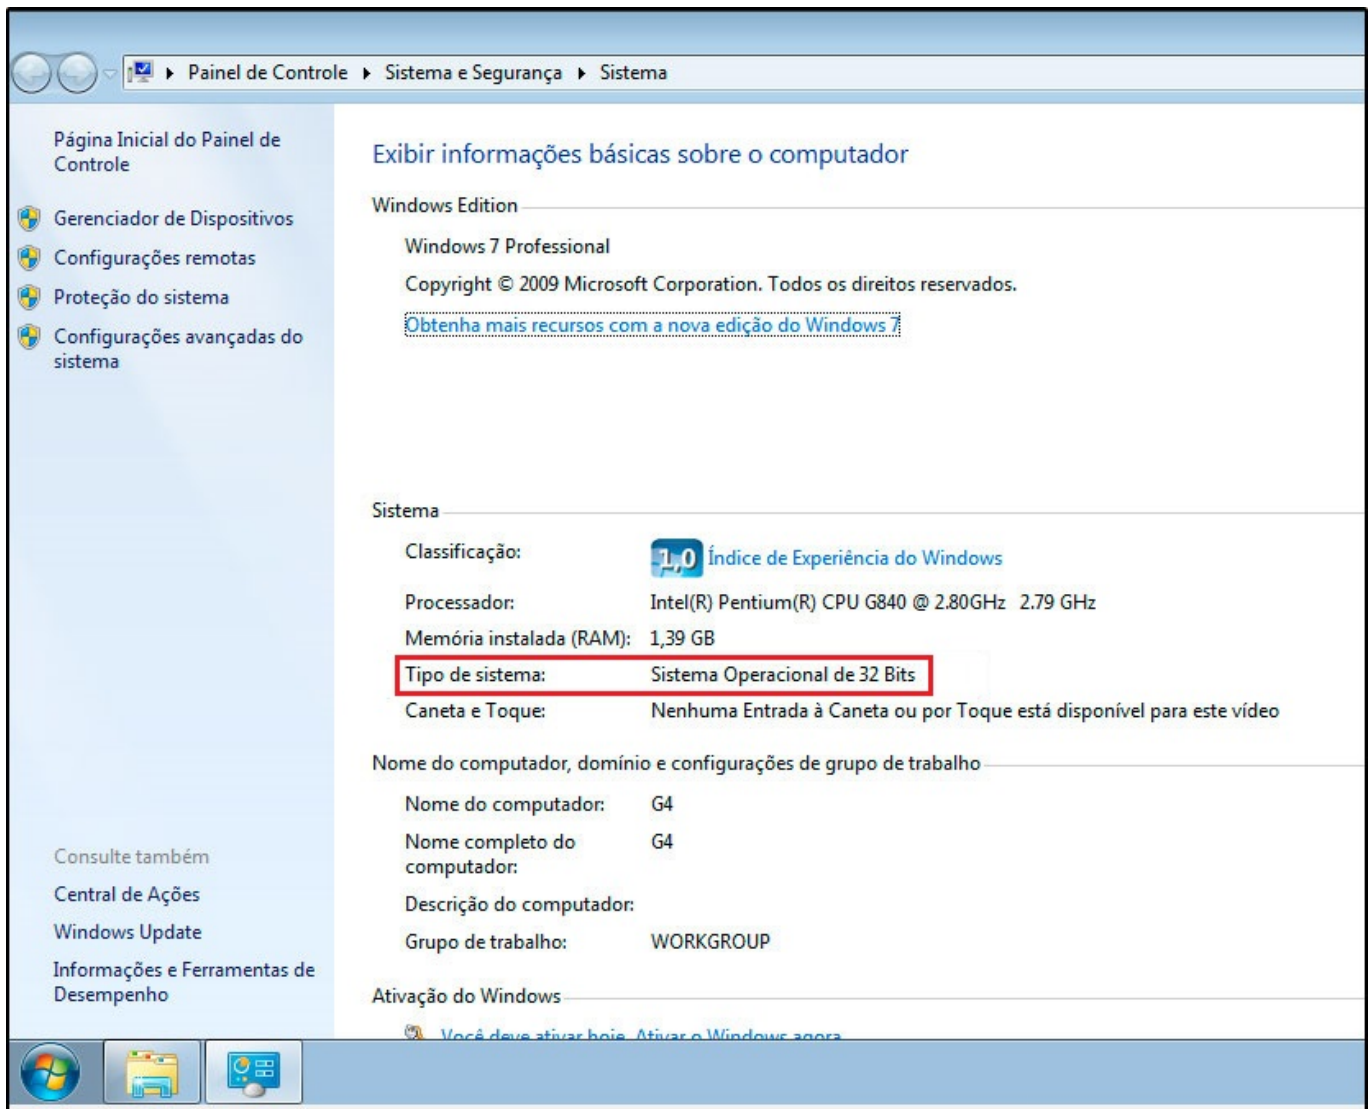 Painel de Controle Sistema e Segurança Sistema
Página Inicial do Painel de
Controle
Gerenciador de Dispositivos
Configurações remotas
Proteção do sistema
Configurações avançadas do
sistema
Exibir informações básicas sobre o computador
Windows Edition
Windows 7 Professional
Copyright © 2009 Microsoft Corporation. Todos os direitos reservados.
Obtenha mais recursos com a nova edição do Windows 7
Sistema
Classificação: 1,0 Índice de Experiência do Windows
Processador: Intel(R) Pentium(R) CPU G840 @ 2.80GHz 2.79 GHz
Memória instalada (RAM): 1,39 GB
Tipo de sistema: Sistema Operacional de 32 Bits
Caneta e Toque: Nenhuma Entrada à Caneta ou por Toque está disponível para este vídeo
Nome do computador, domínio e configurações de grupo de trabalho
Nome do computador: G4
Nome completo do G4
computador:
Descrição do computador:
Grupo de trabalho: WORKGROUP
Ativação do Windows
Você deve ativar hoje. Ativar o Windows agora
Consulte também
Central de Ações
Windows Update
Informações e Ferramentas de
Desempenho